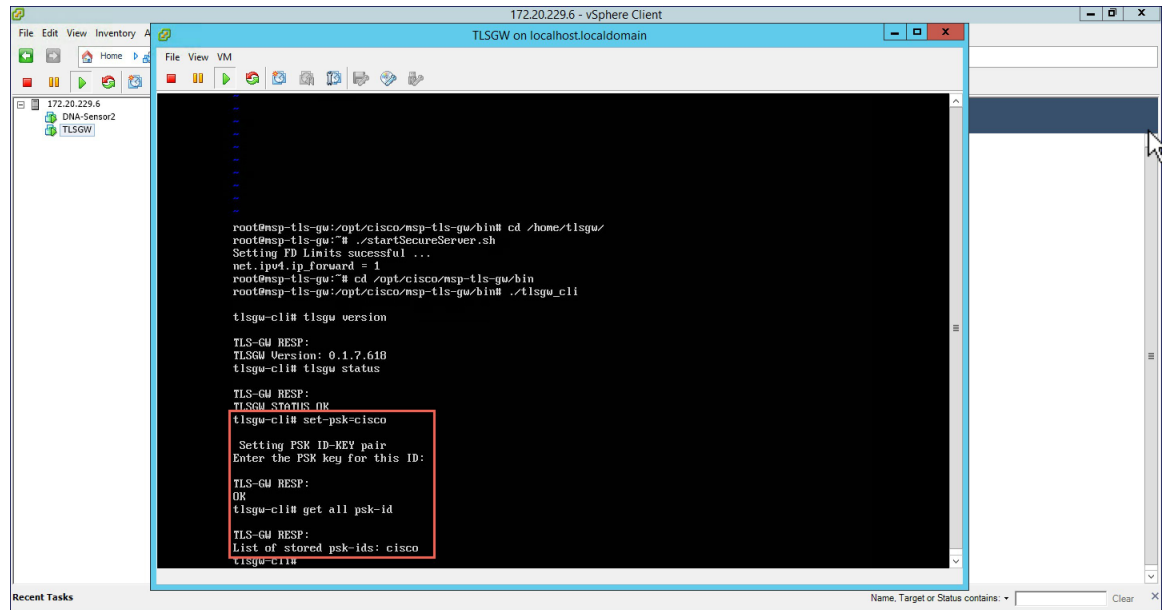 172.20.229.6 - vSphere Client
File Edit View Inventory A
TLSGW on localhost.localdomain
Home
File View VM
172.20.229.6
DNA-Sensor2
TLSGW
root@msp-tls-gw:/opt/cisco/msp-tls-gw/bin# cd /home/tlsgw/
root@msp-tls-gw:~# ./startSecureServer.sh
Setting FD Limits sucessful ...
net.ipv4.ip_forward = 1
root@msp-tls-gw:~# cd /opt/cisco/msp-tls-gw/bin
root@msp-tls-gw:/opt/cisco/msp-tls-gw/bin# ./tlsgw_cli
tlsgw-cli# tlsgw version
TLS-GW RESP:
TLSGW Version: 0.1.7.618
tlsgw-cli# tlsgw status
TLS-GW RESP:
TLSGW STATUS OK
tlsgw-cli# set-psk=cisco
Setting PSK ID-KEY pair
Enter the PSK key for this ID:
TLS-GW RESP:
OK
tlsgw-cli# get all psk-id
TLS-GW RESP:
List of stored psk-ids: cisco
tlsgw-cli#
Recent Tasks
Name, Target or Status contains:
Clear